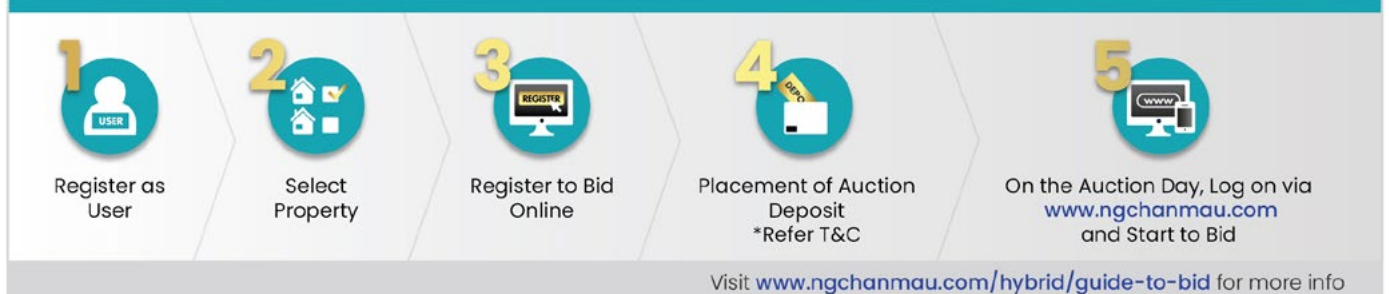 1
USER
Register as
User
2
Select
Property
3
REGISTER
Register to Bid
Online
4
DEPO
Placement of Auction
Deposit
*Refer T&C
5
www
On the Auction Day, Log on via
www.ngchanmau.com
and Start to Bid
Visit www.ngchanmau.com/hybrid/guide-to-bid for more info